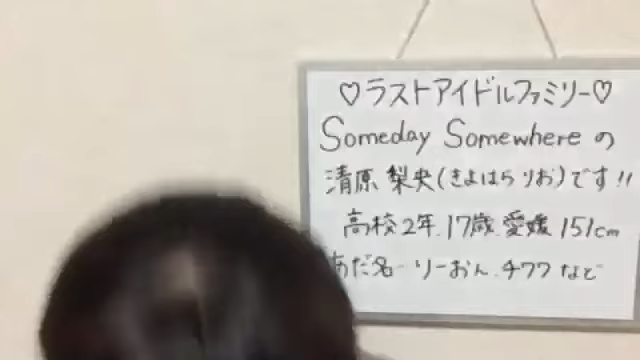 ♡ラストアイドルファミリー♡
Someday Somewhere の
清原 梨央(きよはら りお)です!!
高校2年.17歳.愛媛 151cm
あだ名- りーおん.チワワ など